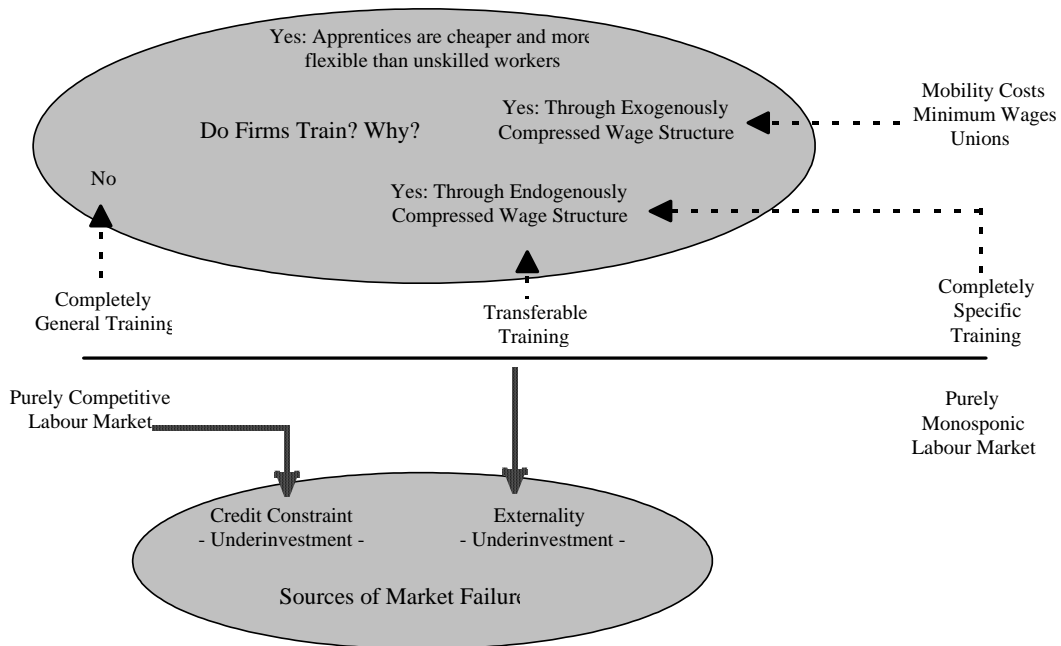 Yes: Apprentices are cheaper and more
flexible than unskilled workers
Do Firms Train? Why?
Yes: Through Exogenously
Compressed Wage Structure
Mobility Costs
Minimum Wages
Unions
No
Yes: Through Endogenously
Compressed Wage Structure
Completely
General Training
Transferable
Training
Completely
Specific
Training
Purely Competitive
Labour Market
Purely
Monosponic
Labour Market
Credit Constraint
- Underinvestment -
Externality
- Underinvestment -
Sources of Market Failure